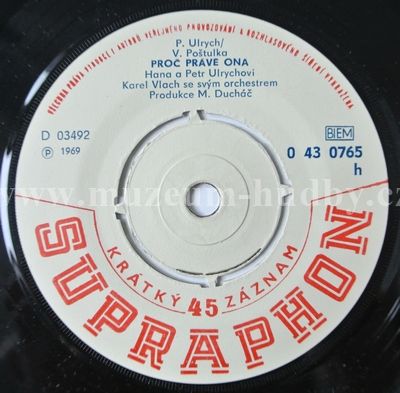 VEŠKERÁ PRÁVA VÝROBCE I AUTORŮ VEŘEJNÉHO PROVOZOVÁNÍ A ROZHLASOVÉHO ŠÍŘENÍ VYHRAZENA
P. Ulrych/
V. Poštulka
PROČ PRÁVE ONA
Hana a Petr Ulrychovi
Karel Vlach se svým orchestrem
Produkce M. Ducháč
D 03492
Ⓟ 1969
BIEM
0 43 0765
h
www.muzeum-hudby.cz
KRÁTKÝ 45 ZÁZNAM
SUPRAPHON